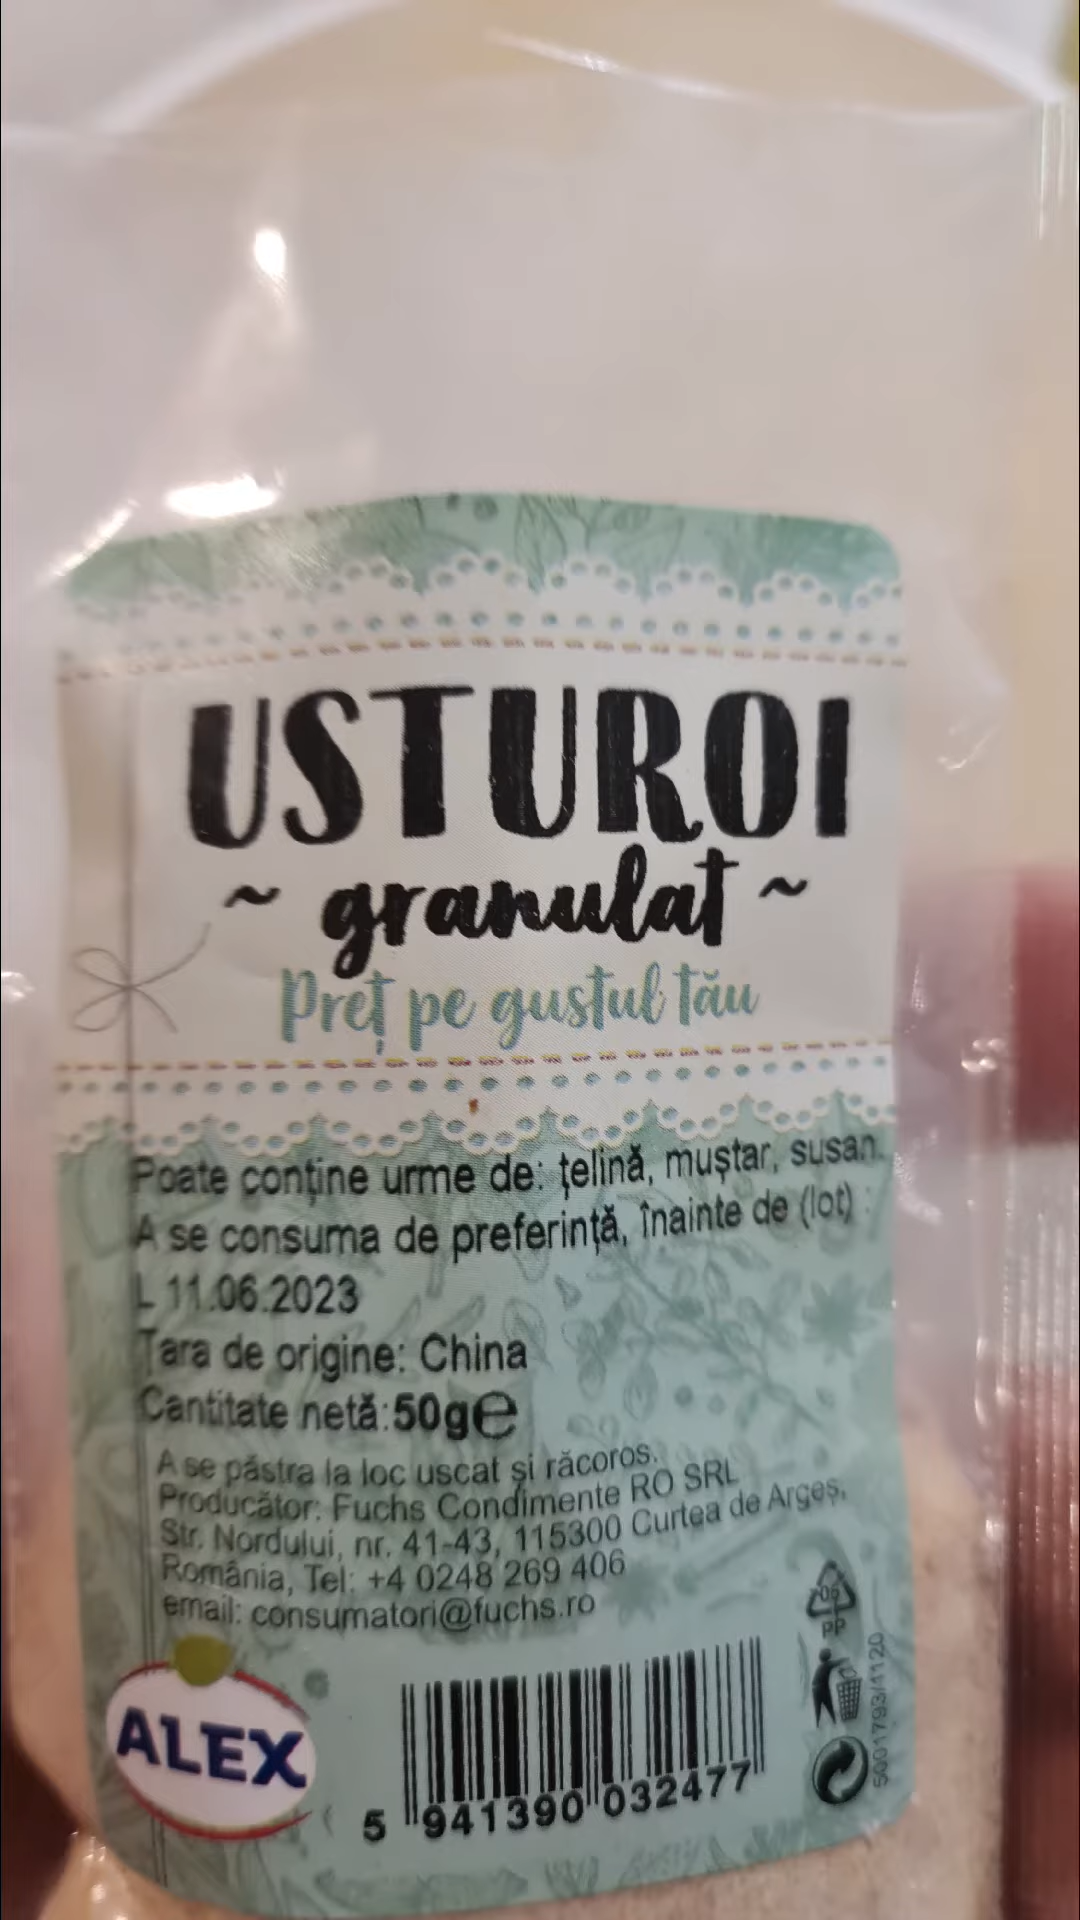 USTUROI
~ granulat ~
Preț pe gustul tău
Poate conține urme de: țelină, muștar, susan.
A se consuma de preferință, înainte de (lot) :
L 11.06.2023
Țara de origine: China
Cantitate netă:50g℮
A se păstra la loc uscat și răcoros.
Producător: Fuchs Condimente RO SRL
Str. Nordului, nr. 41-43, 115300 Curtea de Argeș,
România, Tel: +4 0248 269 406
email: consumatori@fuchs.ro
ALEX
5 941390 032477
05
PP
5001793/1120